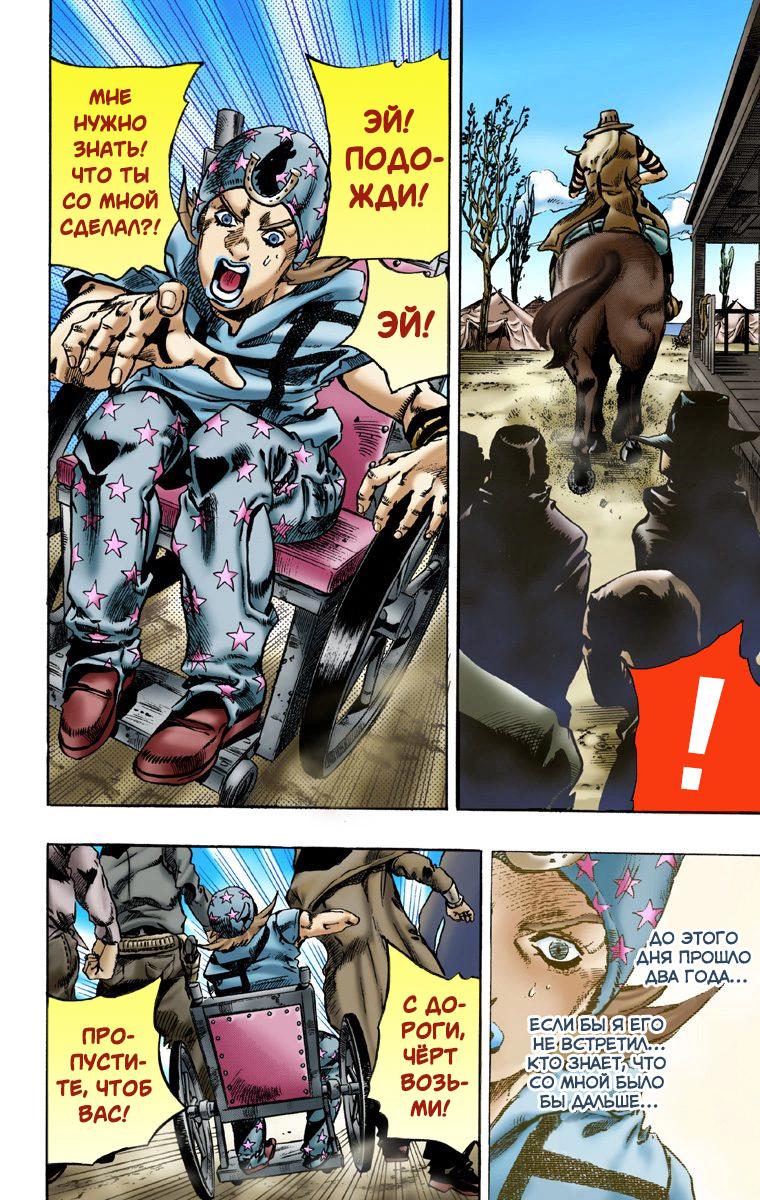 !
ЭЙ!
ПОДО-
ЖДИ!
МНЕ
НУЖНО
ЗНАТЬ!
ЧТО ТЫ
СО МНОЙ
СДЕЛАЛ?!
ЭЙ!
ДО ЭТОГО
ДНЯ ПРОШЛО
ДВА ГОДА...
ЕСЛИ БЫ Я ЕГО
НЕ ВСТРЕТИЛ...
КТО ЗНАЕТ, ЧТО
СО МНОЙ БЫЛО
БЫ ДАЛЬШЕ...
С ДО-
РОГИ,
ЧЁРТ
ВОЗЬ-
МИ!
ПРО-
ПУСТИ-
ТЕ, ЧТОБ
ВАС!